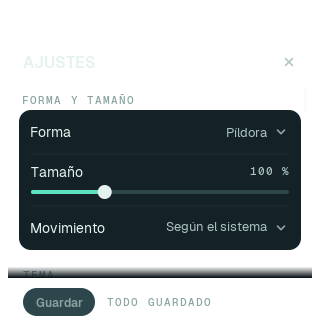 AJUSTES
FORMA Y TAMAÑO
Forma Píldora
Tamaño 100 %
Movimiento Según el sistema
TEMA
Guardar TODO GUARDADO